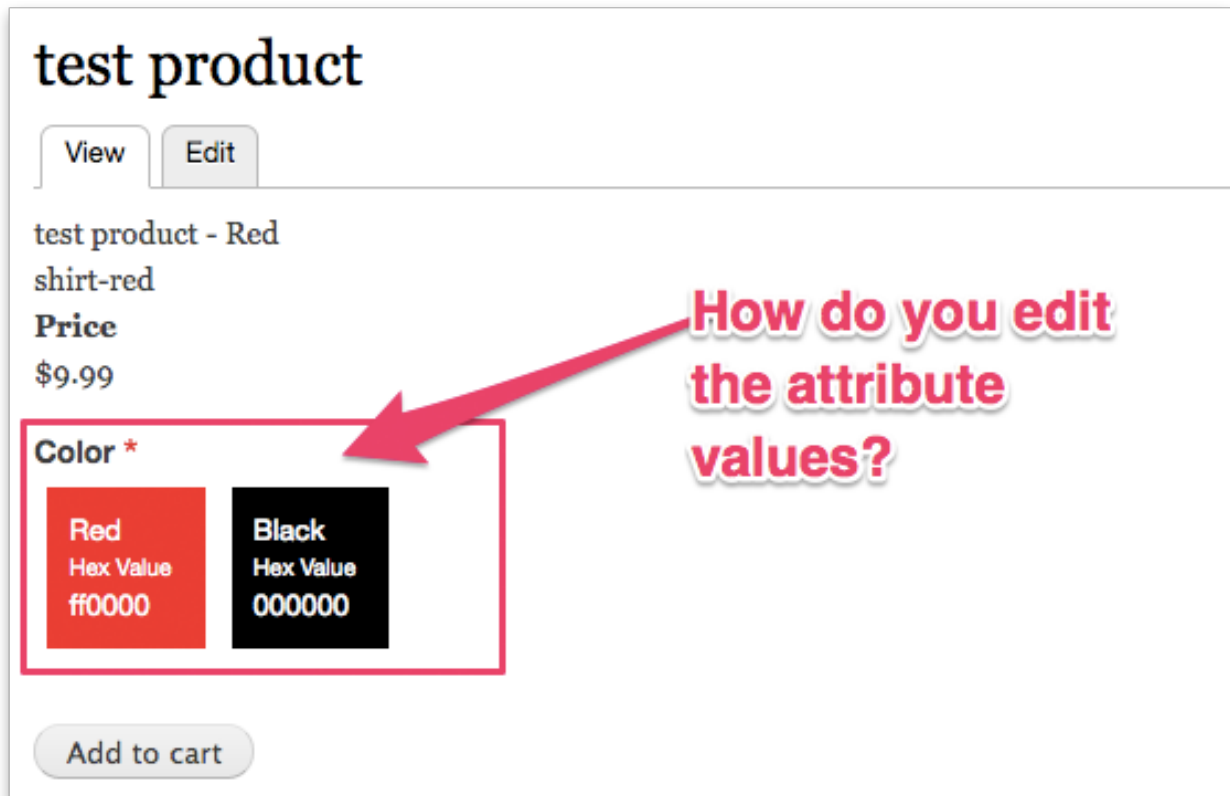 test product
View Edit
test product - Red
shirt-red
Price
$9.99
How do you edit
the attribute
values?
Color *
Red
Hex Value
ff0000
Black
Hex Value
000000
Add to cart